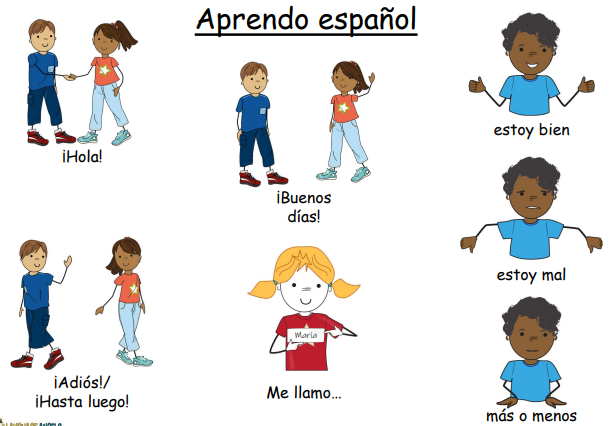 Aprendo español
¡Hola!
¡Buenos
días!
estoy bien
estoy mal
¡Adiós!/
¡Hasta luego!
María
Me llamo...
más o menos